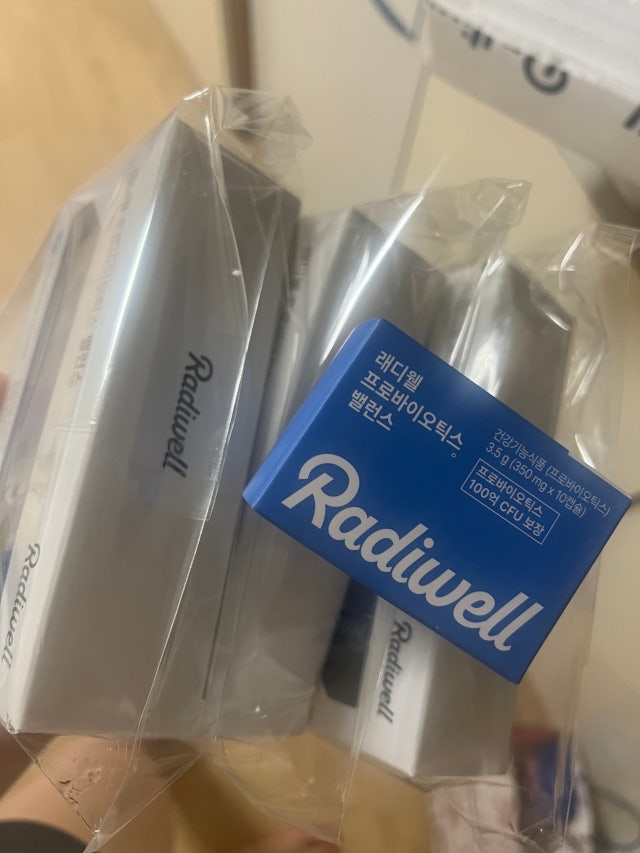 래디웰
프로바이오틱스
밸런스
건강기능식품 (프로바이오틱스)
3.5 g (350 mg x 10캡슐)
프로바이오틱스
100억 CFU 보장
Radiwell
Radiwell
Radiwell
Radiwell